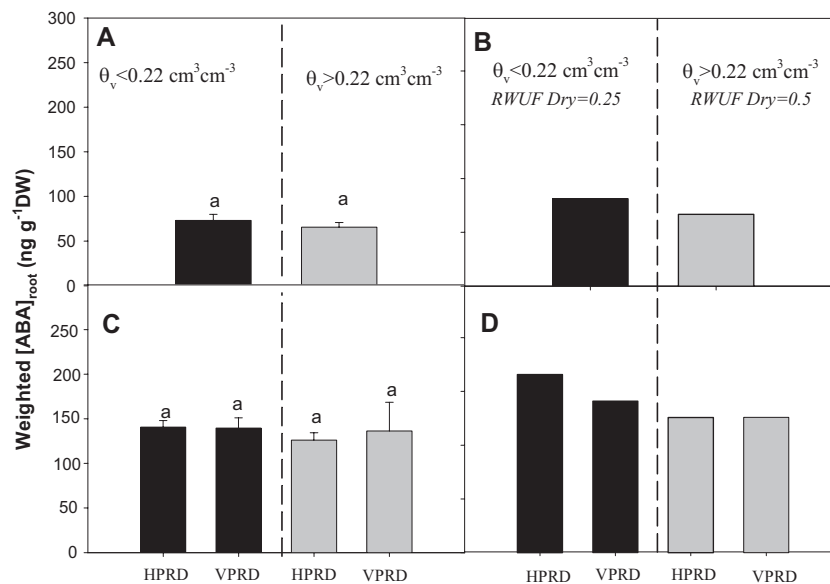 Weighted [ABA]root (ng g-1DW)
300
250
200
150
100
50
0
A
θv<0.22 cm3cm-3
θv>0.22 cm3cm-3
a
a
B
θv<0.22 cm3cm-3
RWUF Dry=0.25
θv>0.22 cm3cm-3
RWUF Dry=0.5
250
200
150
100
50
0
C
a
a
a
a
HPRD
VPRD
HPRD
VPRD
D
HPRD
VPRD
HPRD
VPRD